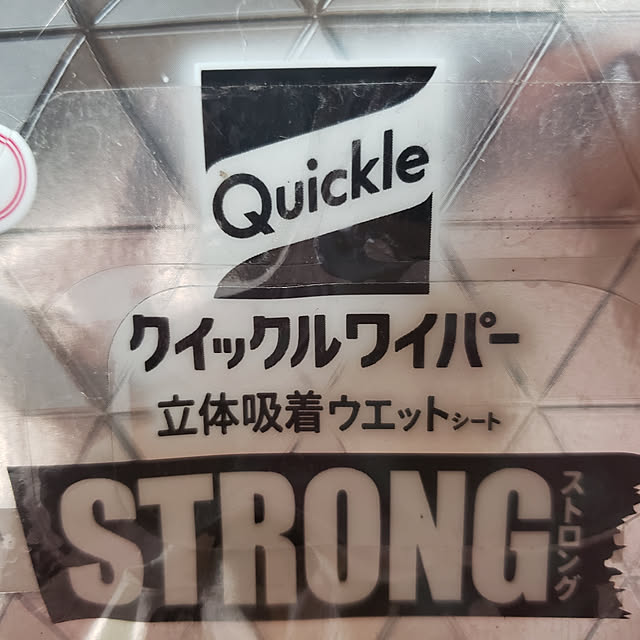 Quickle
クイックルワイパー
立体吸着ウエットシート
STRONG
ストロング